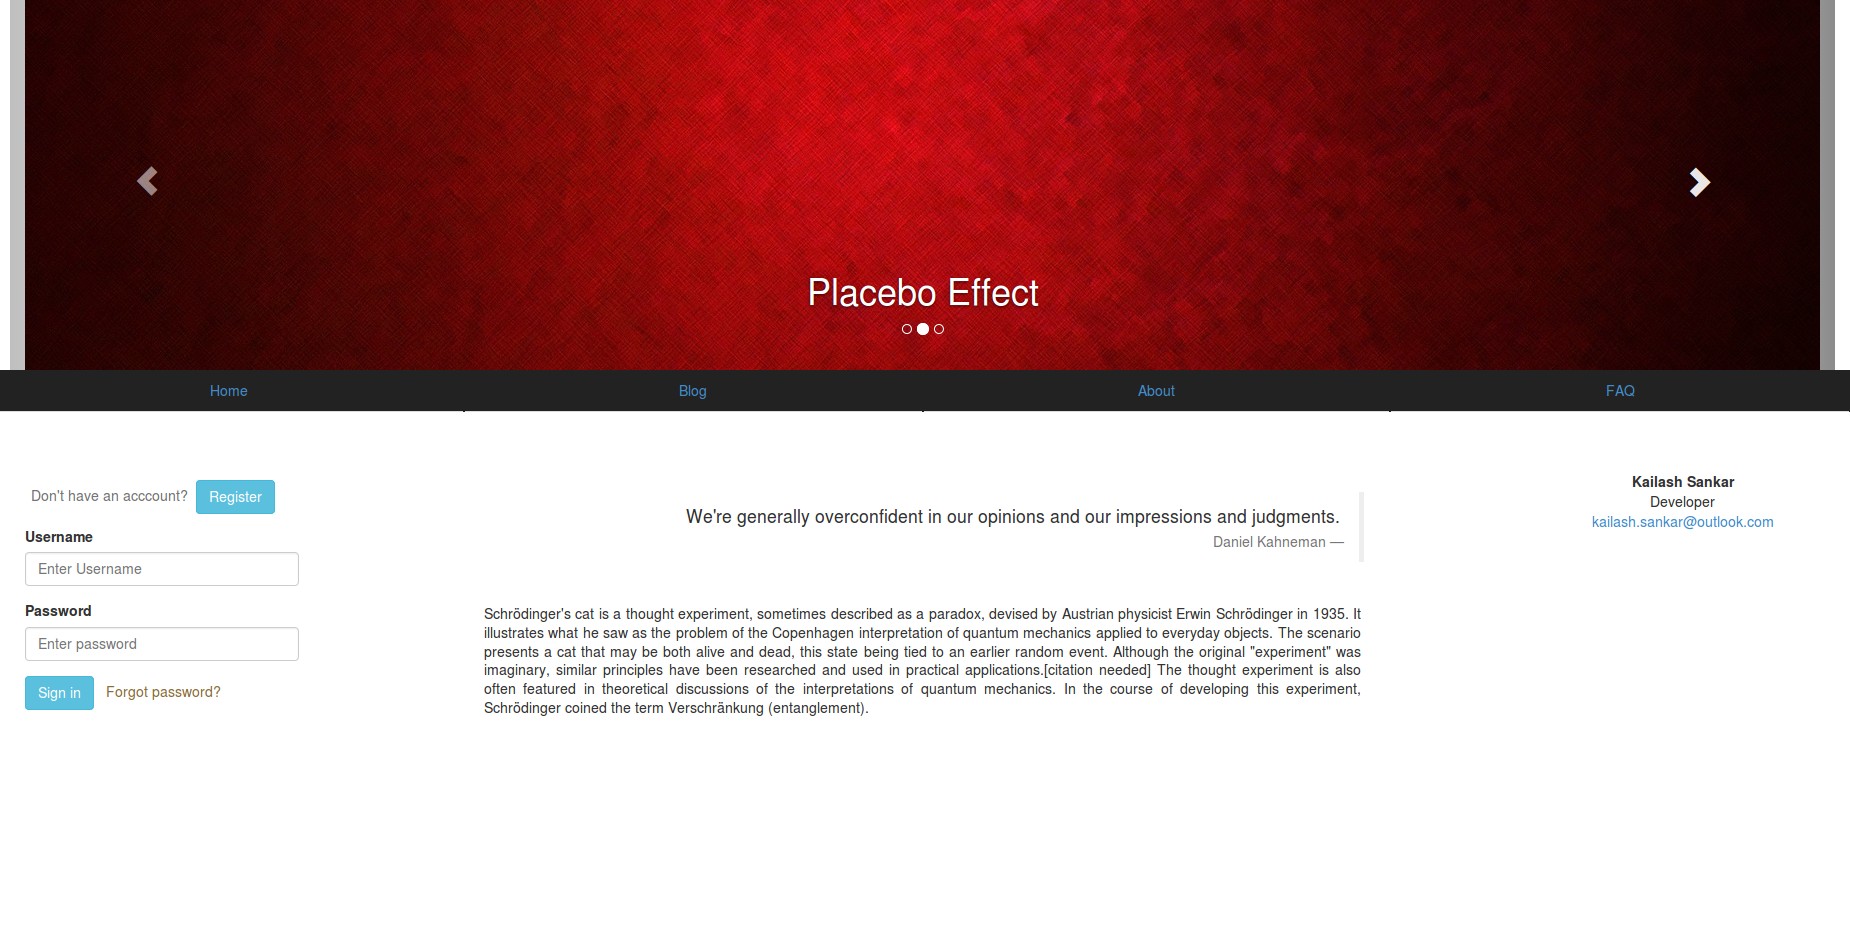 Placebo Effect
Home Blog About FAQ
Don't have an acccount? Register
Username
Enter Username
Password
Enter password
Sign in Forgot password?
We're generally overconfident in our opinions and our impressions and judgments.
Daniel Kahneman —
Schrödinger's cat is a thought experiment, sometimes described as a paradox, devised by Austrian physicist Erwin Schrödinger in 1935. It
illustrates what he saw as the problem of the Copenhagen interpretation of quantum mechanics applied to everyday objects. The scenario
presents a cat that may be both alive and dead, this state being tied to an earlier random event. Although the original "experiment" was
imaginary, similar principles have been researched and used in practical applications.[citation needed] The thought experiment is also
often featured in theoretical discussions of the interpretations of quantum mechanics. In the course of developing this experiment,
Schrödinger coined the term Verschränkung (entanglement).
Kailash Sankar
Developer
kailash.sankar@outlook.com